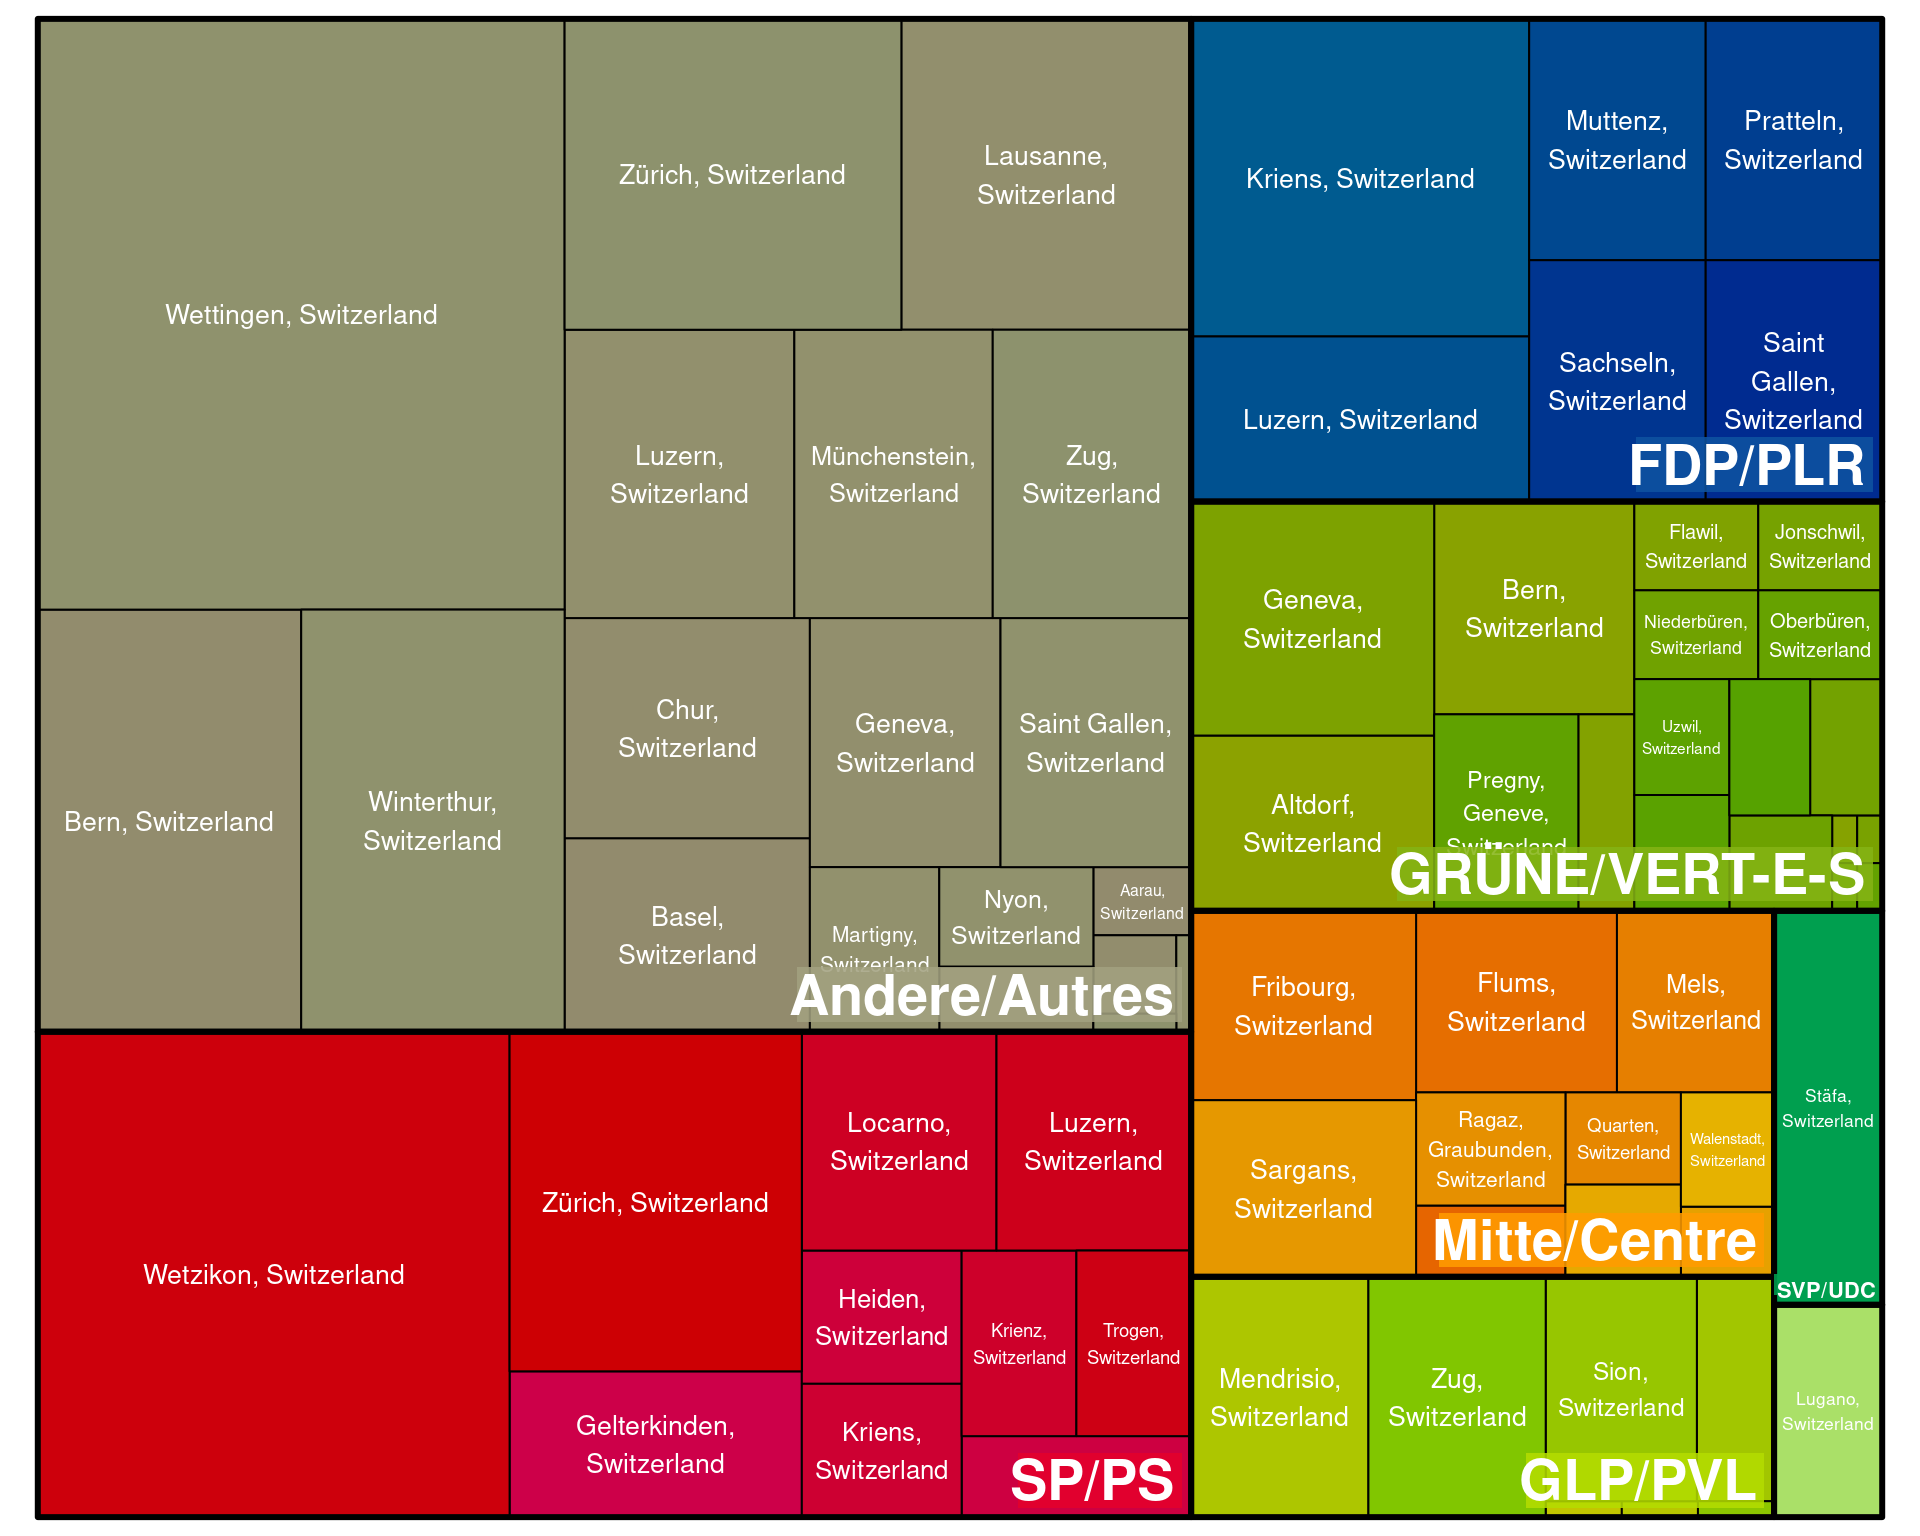 Wettingen, Switzerland
Zürich, Switzerland
Lausanne,
Switzerland
Luzern,
Switzerland
Münchenstein,
Switzerland
Zug,
Switzerland
Bern, Switzerland
Winterthur,
Switzerland
Chur,
Switzerland
Geneva,
Switzerland
Saint Gallen,
Switzerland
Basel,
Switzerland
Martigny,
Switzerland
Nyon,
Switzerland
Aarau,
Switzerland
Andere/Autres
Wetzikon, Switzerland
Zürich, Switzerland
Gelterkinden,
Switzerland
Locarno,
Switzerland
Luzern,
Switzerland
Heiden,
Switzerland
Krienz,
Switzerland
Trogen,
Switzerland
Kriens,
Switzerland
SP/PS
Kriens, Switzerland
Muttenz,
Switzerland
Pratteln,
Switzerland
Luzern, Switzerland
Sachseln,
Switzerland
Saint
Gallen,
Switzerland
FDP/PLR
Geneva,
Switzerland
Bern,
Switzerland
Flawil,
Switzerland
Jonschwil,
Switzerland
Niederbüren,
Switzerland
Oberbüren,
Switzerland
Uzwil,
Switzerland
Altdorf,
Switzerland
Pregny,
Geneve,
Switzerland
GRÜNE/VERT-E-S
Fribourg,
Switzerland
Flums,
Switzerland
Mels,
Switzerland
Sargans,
Switzerland
Ragaz,
Graubunden,
Switzerland
Quarten,
Switzerland
Walenstadt,
Switzerland
Mitte/Centre
Stäfa,
Switzerland
SVP/UDC
Mendrisio,
Switzerland
Zug,
Switzerland
Sion,
Switzerland
GLP/PVL
Lugano,
Switzerland